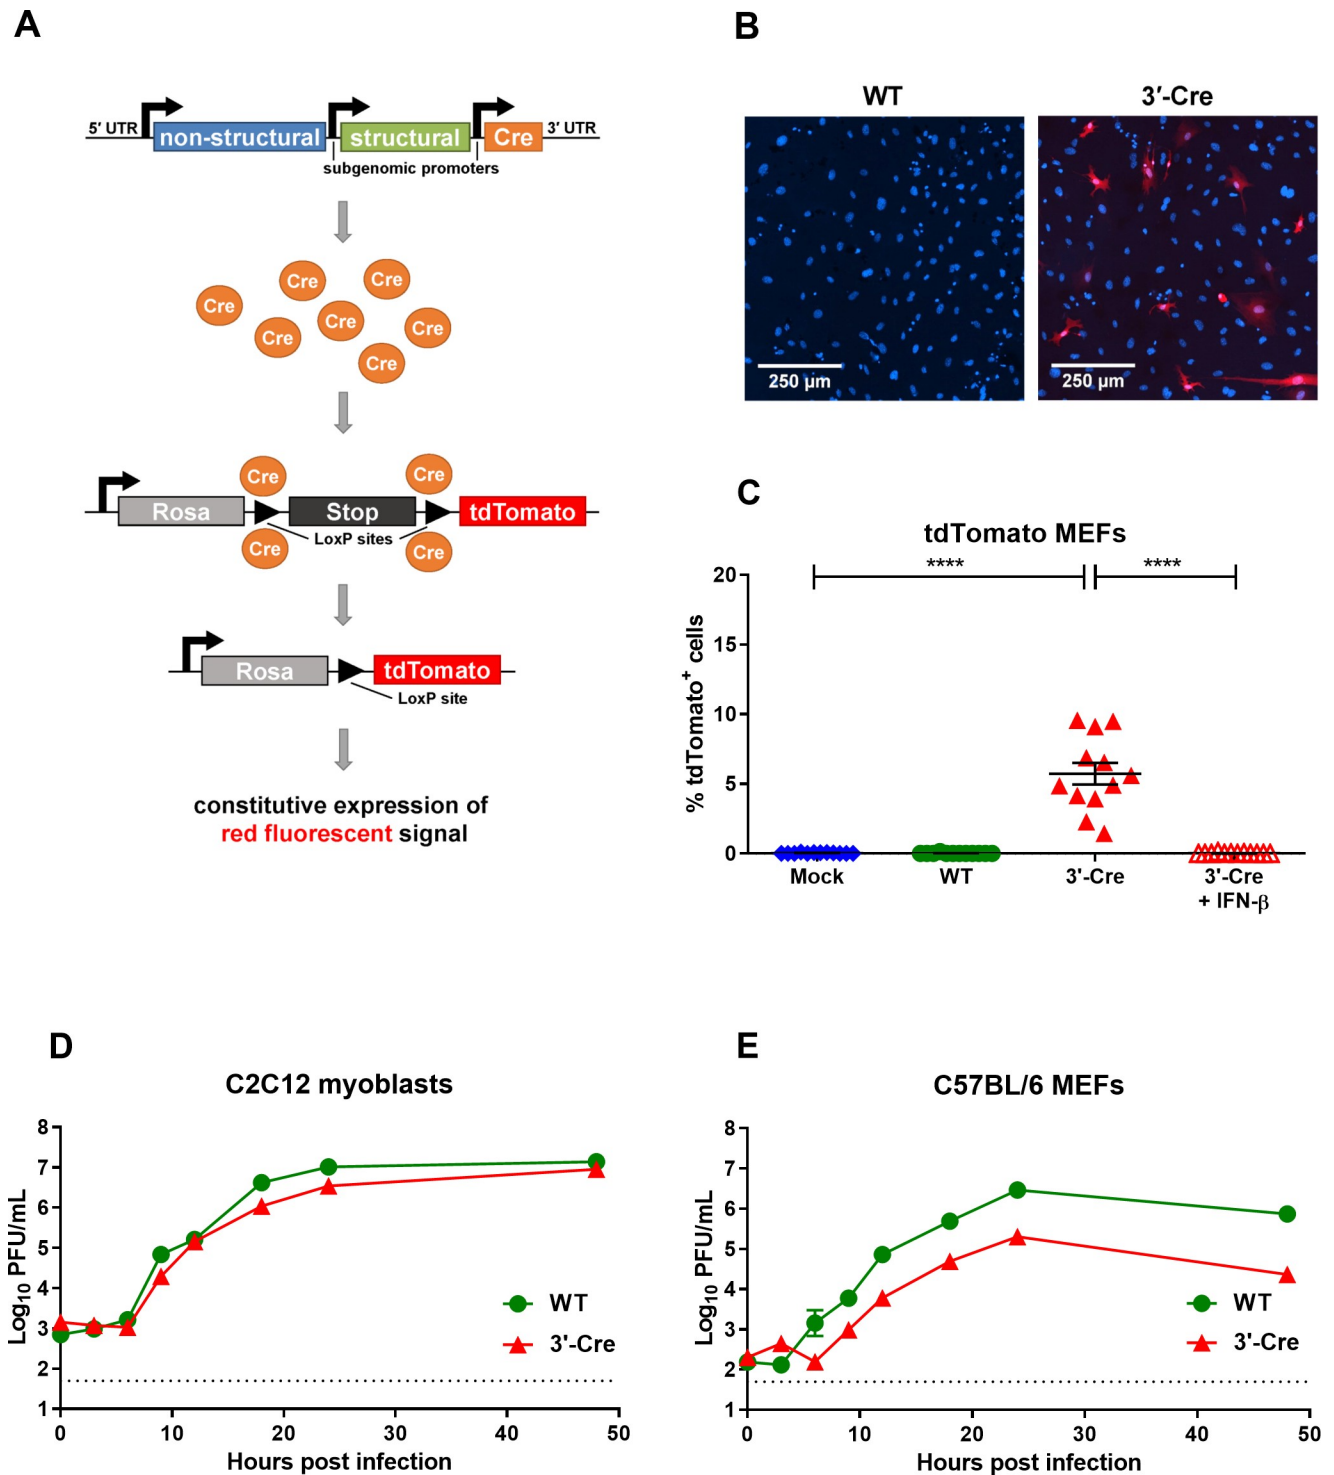 A
5′ UTR
non-structural
structural
Cre
3′ UTR
subgenomic promoters
Cre
Cre
Cre
Cre
Cre
Cre
Cre
Cre
Cre
Rosa
Stop
tdTomato
LoxP sites
Cre
Cre
Rosa
tdTomato
LoxP site
constitutive expression of
red fluorescent signal
B
WT
3′-Cre
250 µm
250 µm
C
tdTomato MEFs
****
****
% tdTomato+ cells
20
15
10
5
0
Mock
WT
3'-Cre
3'-Cre
+ IFN-β
D
C2C12 myoblasts
Log10 PFU/mL
8
7
6
5
4
3
2
1
WT
3'-Cre
0
10
20
30
40
50
Hours post infection
E
C57BL/6 MEFs
Log10 PFU/mL
8
7
6
5
4
3
2
1
WT
3'-Cre
0
10
20
30
40
50
Hours post infection